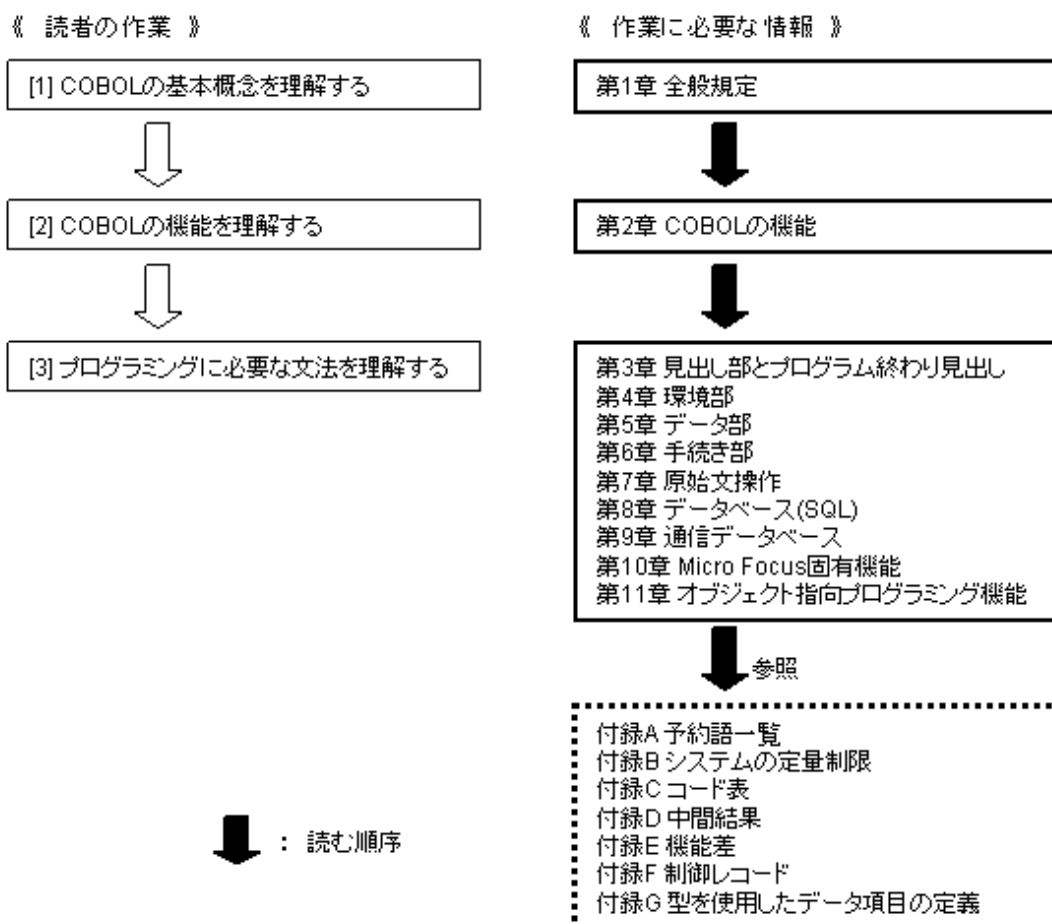 《 読者の作業 》
《 作業に必要な情報 》
[1] COBOLの基本概念を理解する
第1章 全般規定
[2] COBOLの機能を理解する
第2章 COBOLの機能
[3] プログラミングに必要な文法を理解する
第3章 見出し部とプログラム終わり見出し
第4章 環境部
第5章 データ部
第6章 手続き部
第7章 原始文操作
第8章 データベース(SQL)
第9章 通信データベース
第10章 Micro Focus固有機能
第11章 オブジェクト指向プログラミング機能
参照
付録A 予約語一覧
付録B システムの定量制限
付録C コード表
付録D 中間結果
付録E 機能差
付録F 制御レコード
付録G 型を使用したデータ項目の定義
: 読む順序